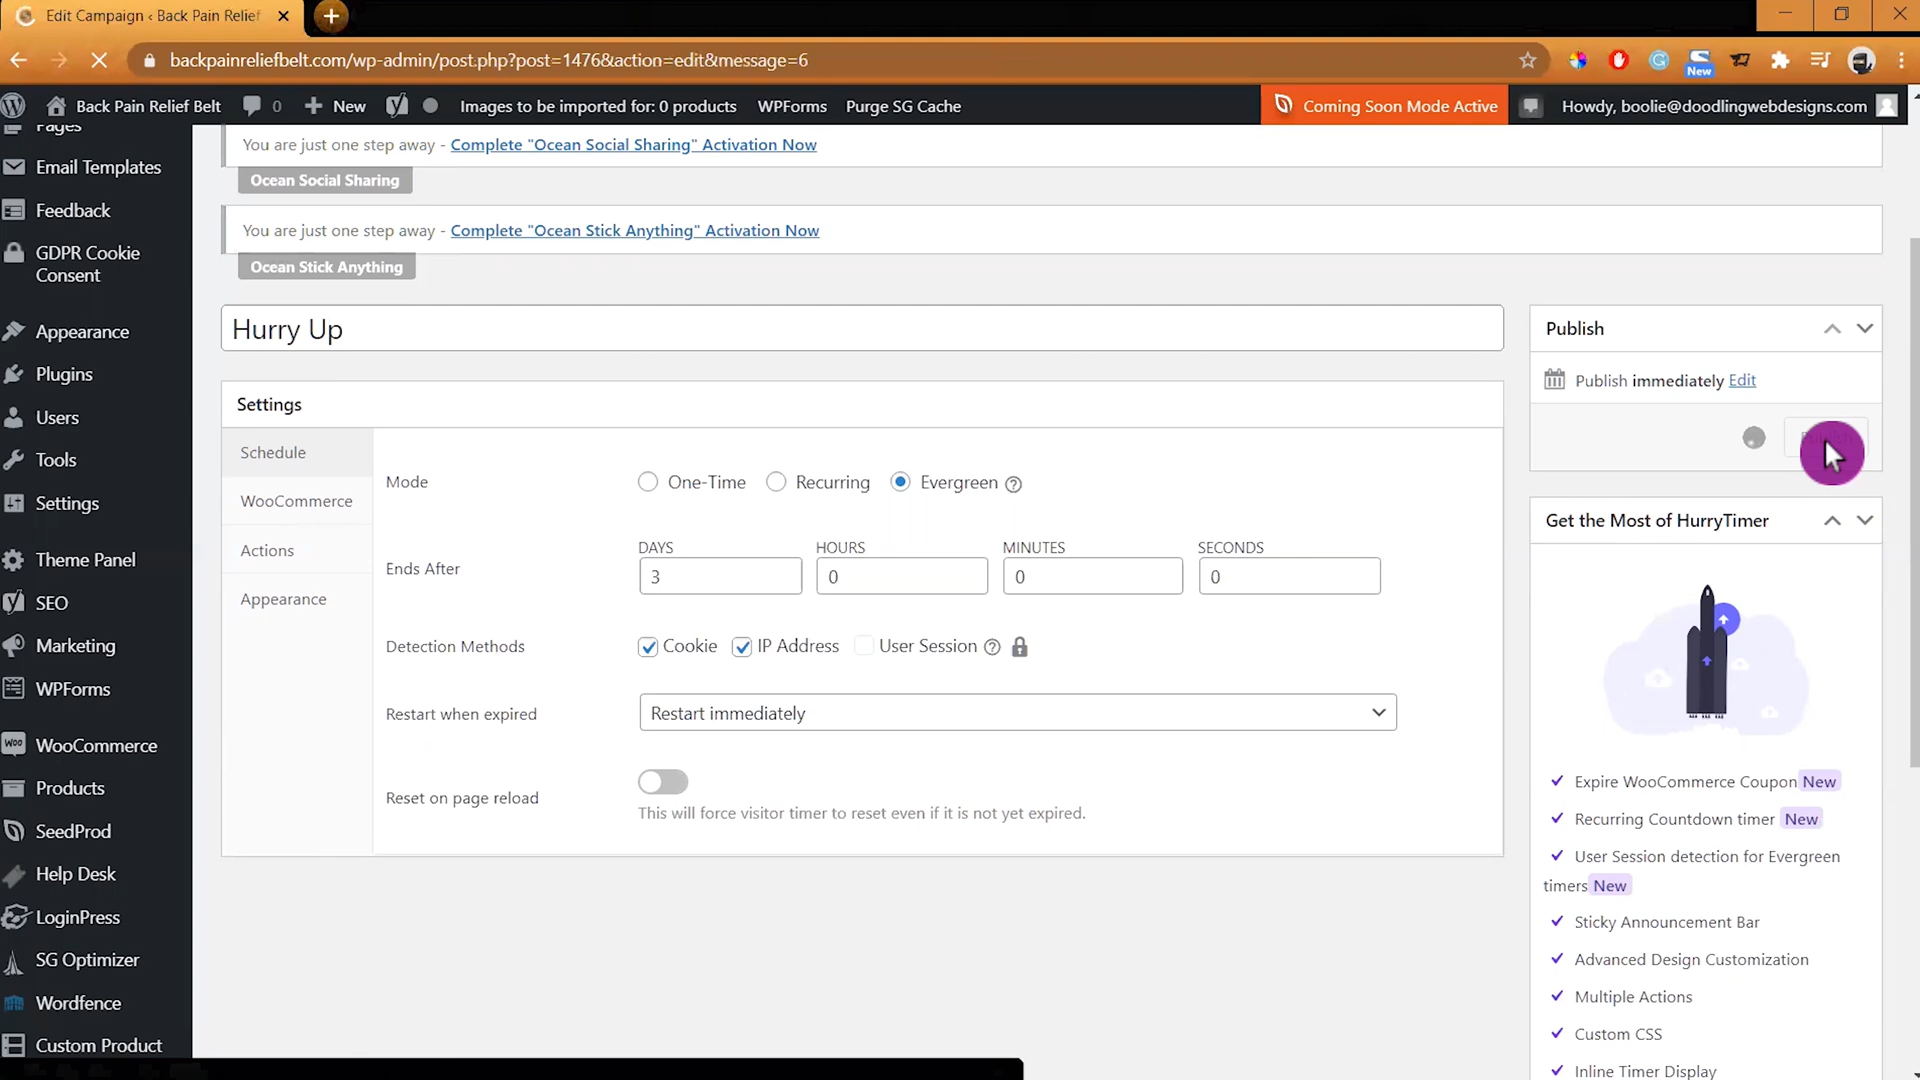 Edit Campaign ‹ Back Pain Relief
backpainreliefbelt.com/wp-admin/post.php?post=1476&action=edit&message=6
New
Back Pain Relief Belt
0
New
Images to be imported for: 0 products
WPForms
Purge SG Cache
Coming Soon Mode Active
Howdy, boolie@doodlingwebdesigns.com
Pages
Email Templates
Feedback
GDPR Cookie
Consent
Appearance
Plugins
Users
Tools
Settings
Theme Panel
SEO
Marketing
WPForms
WooCommerce
Products
SeedProd
Help Desk
LoginPress
SG Optimizer
Wordfence
Custom Product
You are just one step away - Complete "Ocean Social Sharing" Activation Now
Ocean Social Sharing
You are just one step away - Complete "Ocean Stick Anything" Activation Now
Ocean Stick Anything
Hurry Up
Settings
Schedule
WooCommerce
Actions
Appearance
Mode
One-Time
Recurring
Evergreen
Ends After
DAYS
HOURS
MINUTES
SECONDS
3
0
0
0
Detection Methods
Cookie
IP Address
User Session
Restart when expired
Restart immediately
Reset on page reload
This will force visitor timer to reset even if it is not yet expired.
Publish
Publish immediately Edit
Get the Most of HurryTimer
Expire WooCommerce Coupon New
Recurring Countdown timer New
User Session detection for Evergreen
timers New
Sticky Announcement Bar
Advanced Design Customization
Multiple Actions
Custom CSS
Inline Timer Display